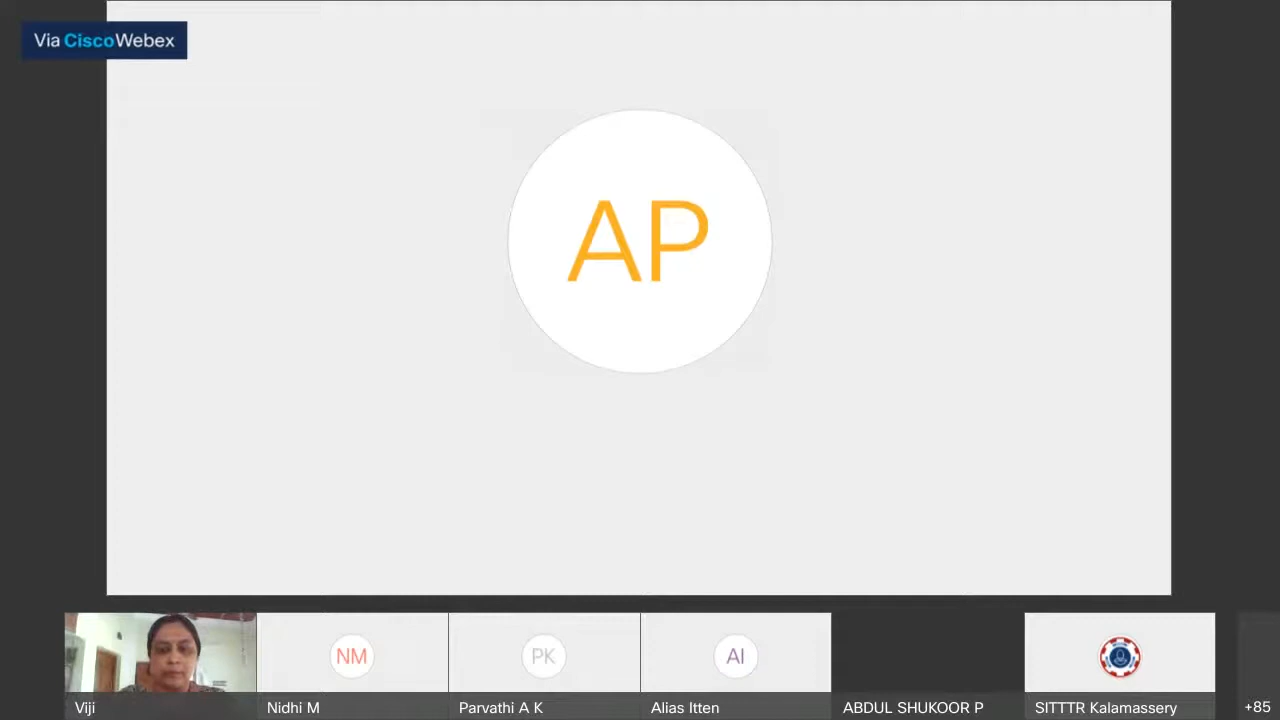 Via CiscoWebex
AP
NM
PK
AI
Viji
Nidhi M
Parvathi A K
Alias Itten
ABDUL SHUKOOR P
SITTTR Kalamassery
+85